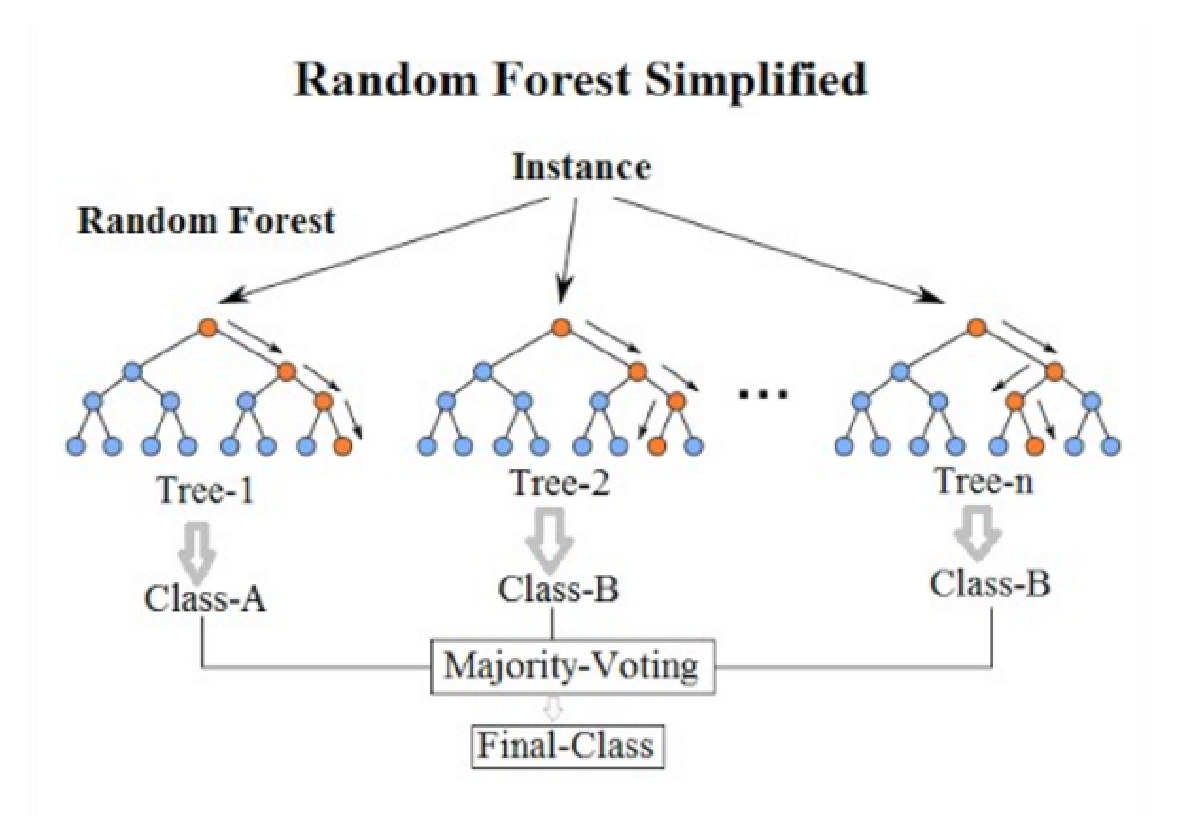 Random Forest Simplified
Instance
Random Forest
...
Tree-1
Tree-2
Tree-n
Class-A
Class-B
Class-B
Majority-Voting
Final-Class